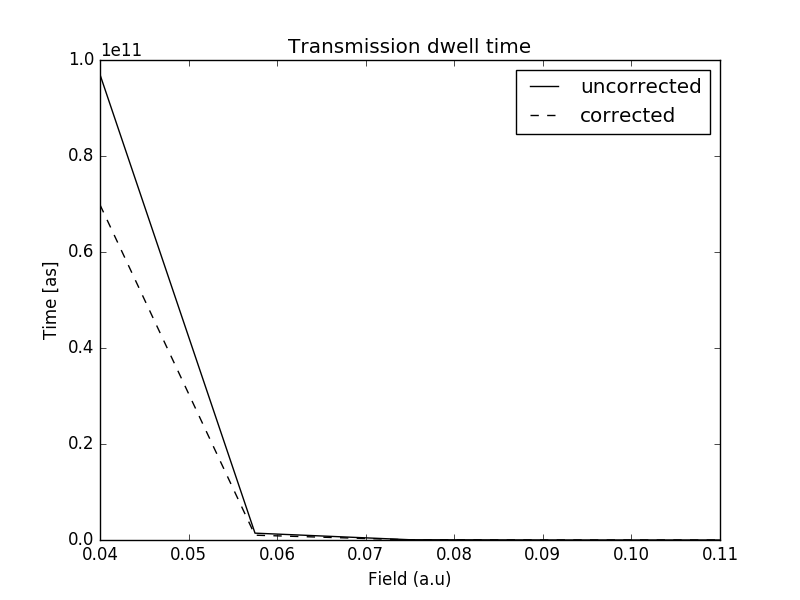 Transmission dwell time
1e11
1.0
0.8
0.6
0.4
0.2
0.0
Time [as]
uncorrected
corrected
0.04 0.05 0.06 0.07 0.08 0.09 0.10 0.11
Field (a.u)